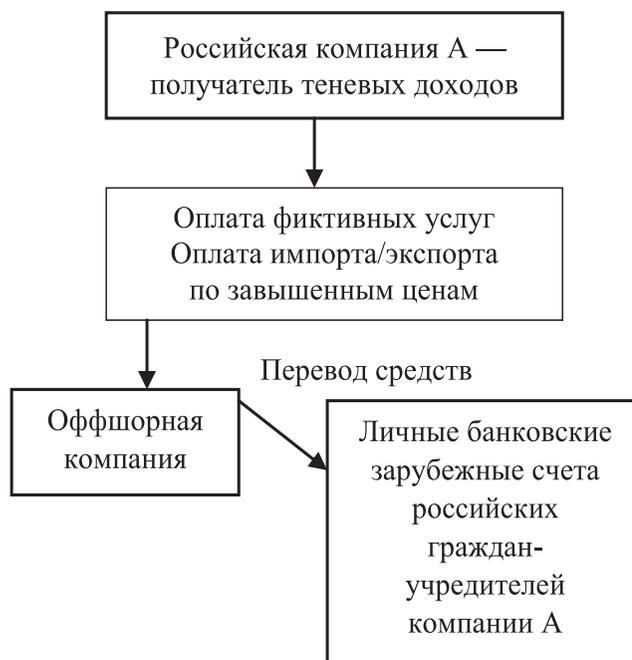 Российская компания А —
получатель теневых доходов
Оплата фиктивных услуг
Оплата импорта/экспорта
по завышенным ценам
Перевод средств
Оффшорная
компания
Личные банковские
зарубежные счета
российских
граждан-
учредителей
компании А